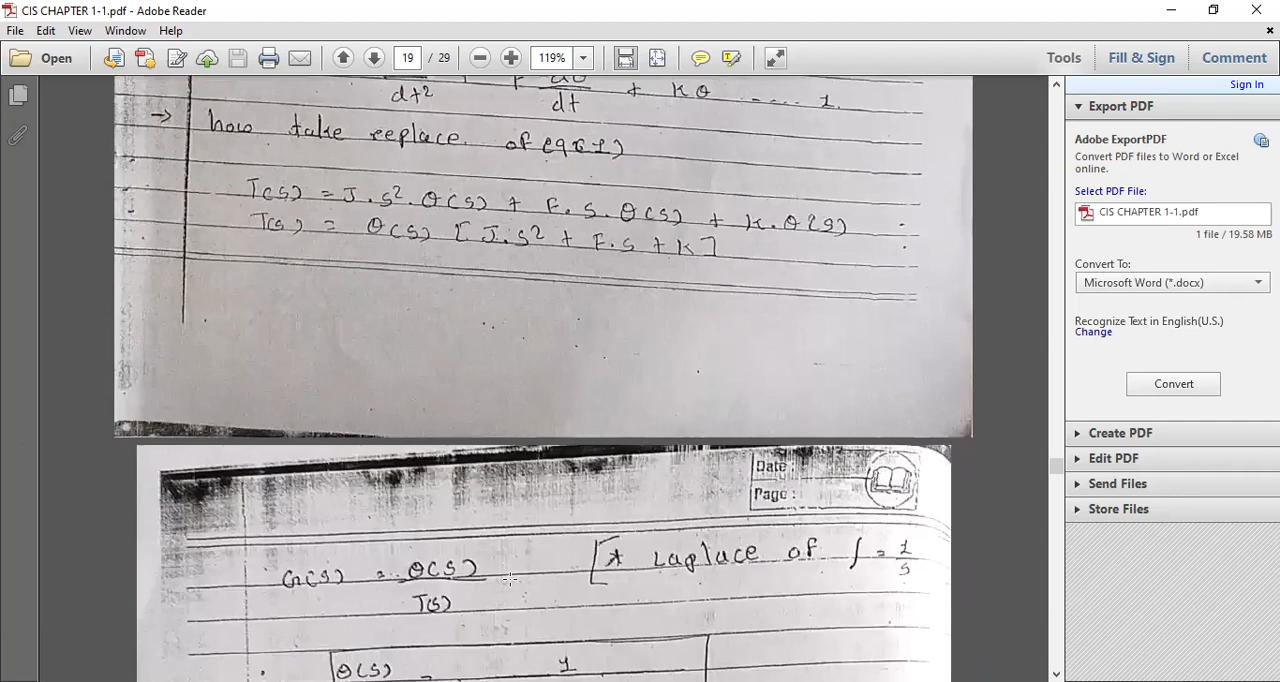 CIS CHAPTER 1-1.pdf - Adobe Reader
File Edit View Window Help
Open 19 / 29 119% Tools Fill & Sign Comment
Sign In
Export PDF
Adobe ExportPDF
Convert PDF files to Word or Excel
online.
Select PDF File:
CIS CHAPTER 1-1.pdf
1 file / 19.58 MB
Convert To:
Microsoft Word (*.docx)
Recognize Text in English(U.S.)
Change
Convert
Create PDF
Edit PDF
Send Files
Store Files
dt² dt + Kθ ..... 1.
→ how take replace of eq(1)
T(s) = J.s².θ(s) + F.s.θ(s) + K.θ(s)
T(s) = θ(s) [J.s² + F.s + K]
Date :
Page :
G(s) = θ(s)
T(s)
[* Laplace of ∫ = 1
s
θ(s) = 1